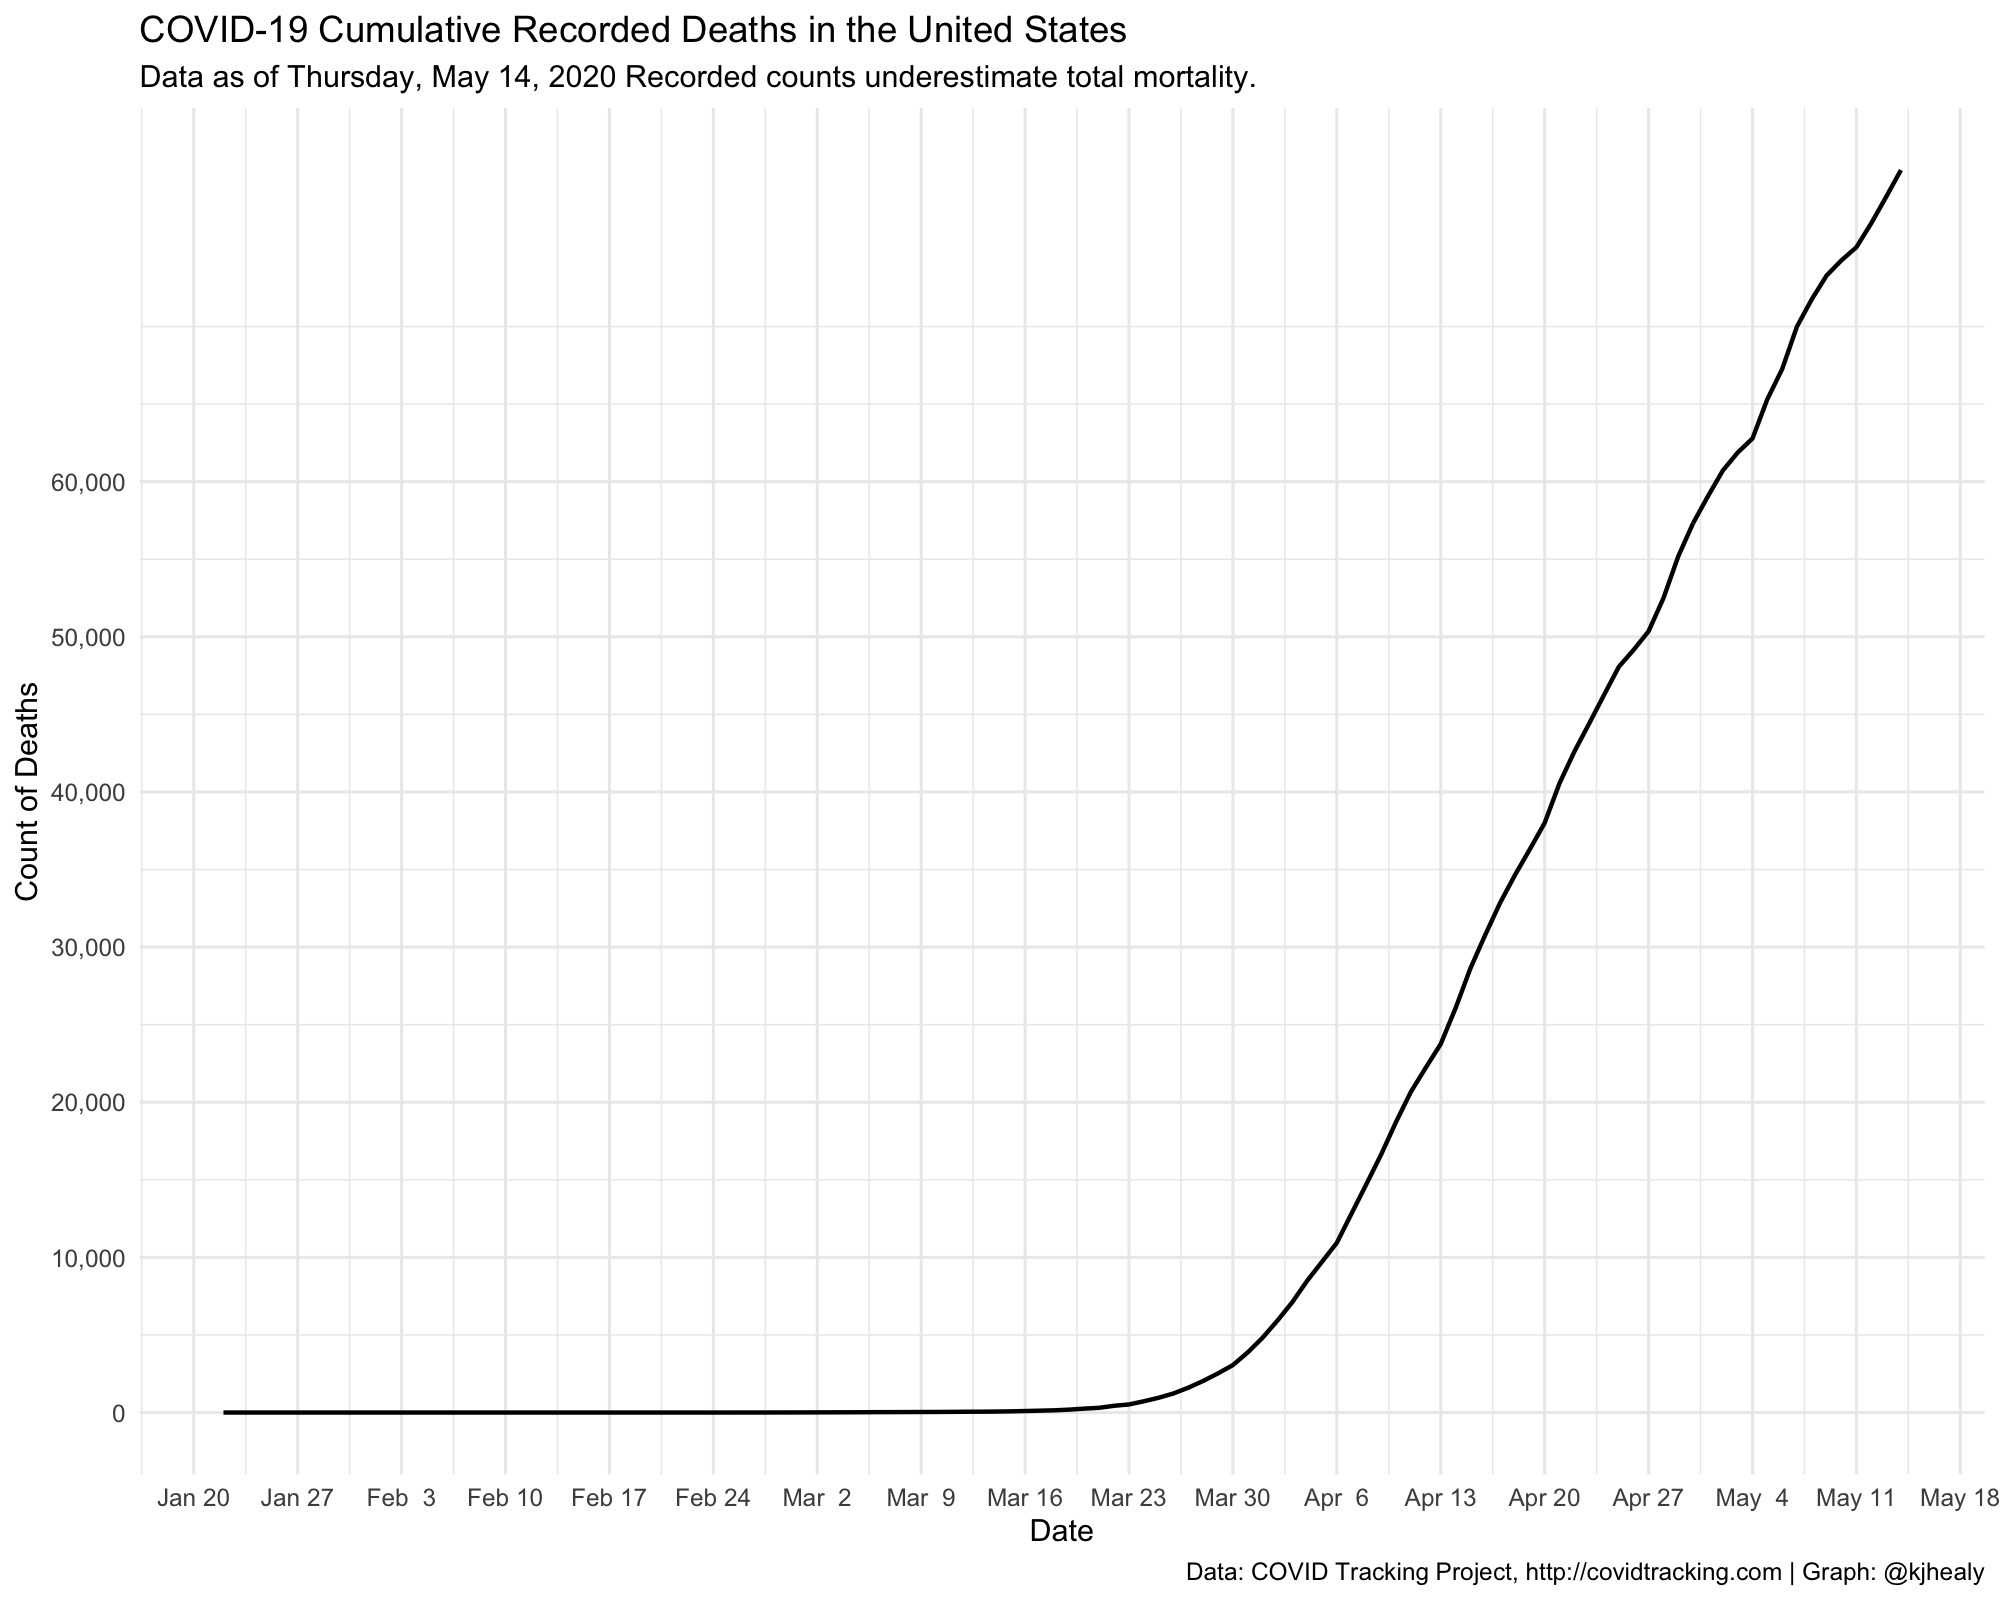 COVID-19 Cumulative Recorded Deaths in the United States
Data as of Thursday, May 14, 2020 Recorded counts underestimate total mortality.
Count of Deaths
60,000
50,000
40,000
30,000
20,000
10,000
0
Jan 20 Jan 27 Feb  3 Feb 10 Feb 17 Feb 24 Mar  2 Mar  9 Mar 16 Mar 23 Mar 30 Apr  6 Apr 13 Apr 20 Apr 27 May  4 May 11 May 18
Date
Data: COVID Tracking Project, http://covidtracking.com | Graph: @kjhealy